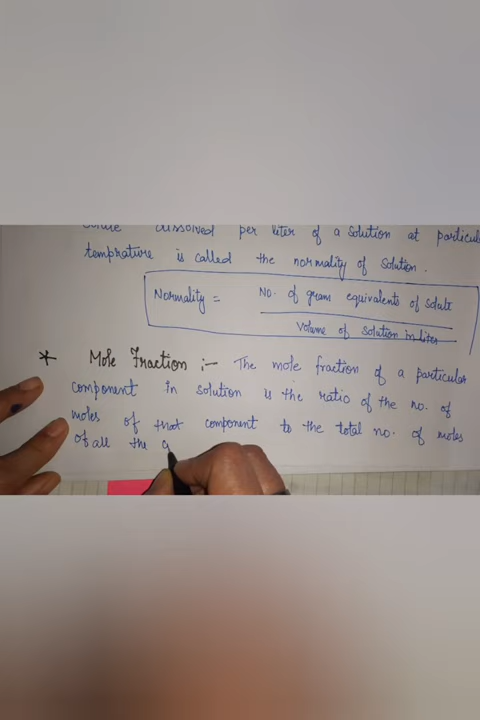 dissolved per liter of a solution at particul
temprhature is called the normality of solution.
Normality = No. of gream equivalents of solute
Volume of solution in liter
* Mole Fraction :- The mole fraction of a particular
component in solution is the ratio of the no. of
moles of that component to the total no. of moles
of all the c